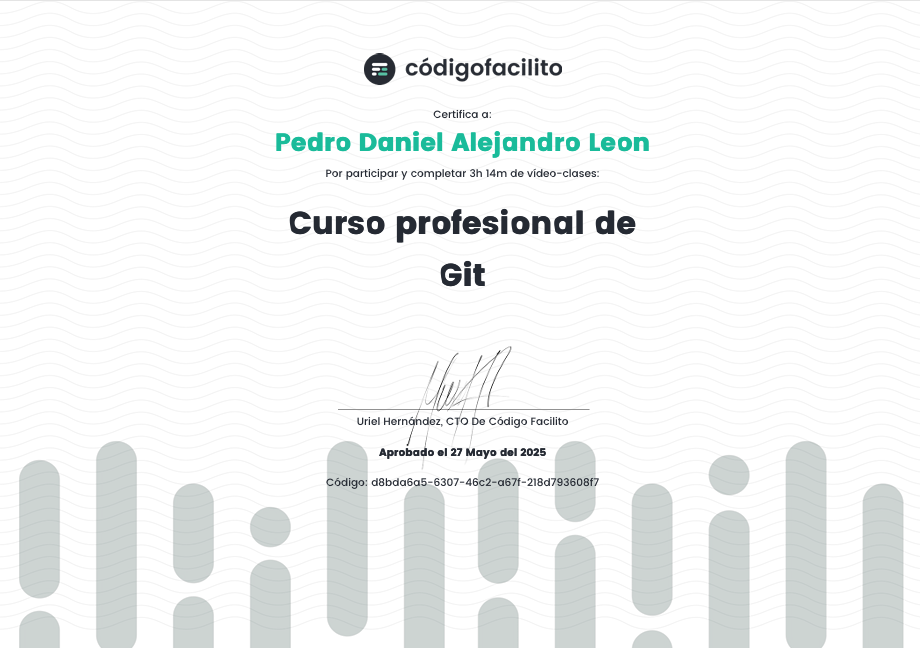 códigofacilito
Certifica a:
Pedro Daniel Alejandro Leon
Por participar y completar 3h 14m de vídeo-clases:
Curso profesional de
Git
Uriel Hernández, CTO De Código Facilito
Aprobado el 27 Mayo del 2025
Código: d8bda6a5-6307-46c2-a67f-218d793608f7